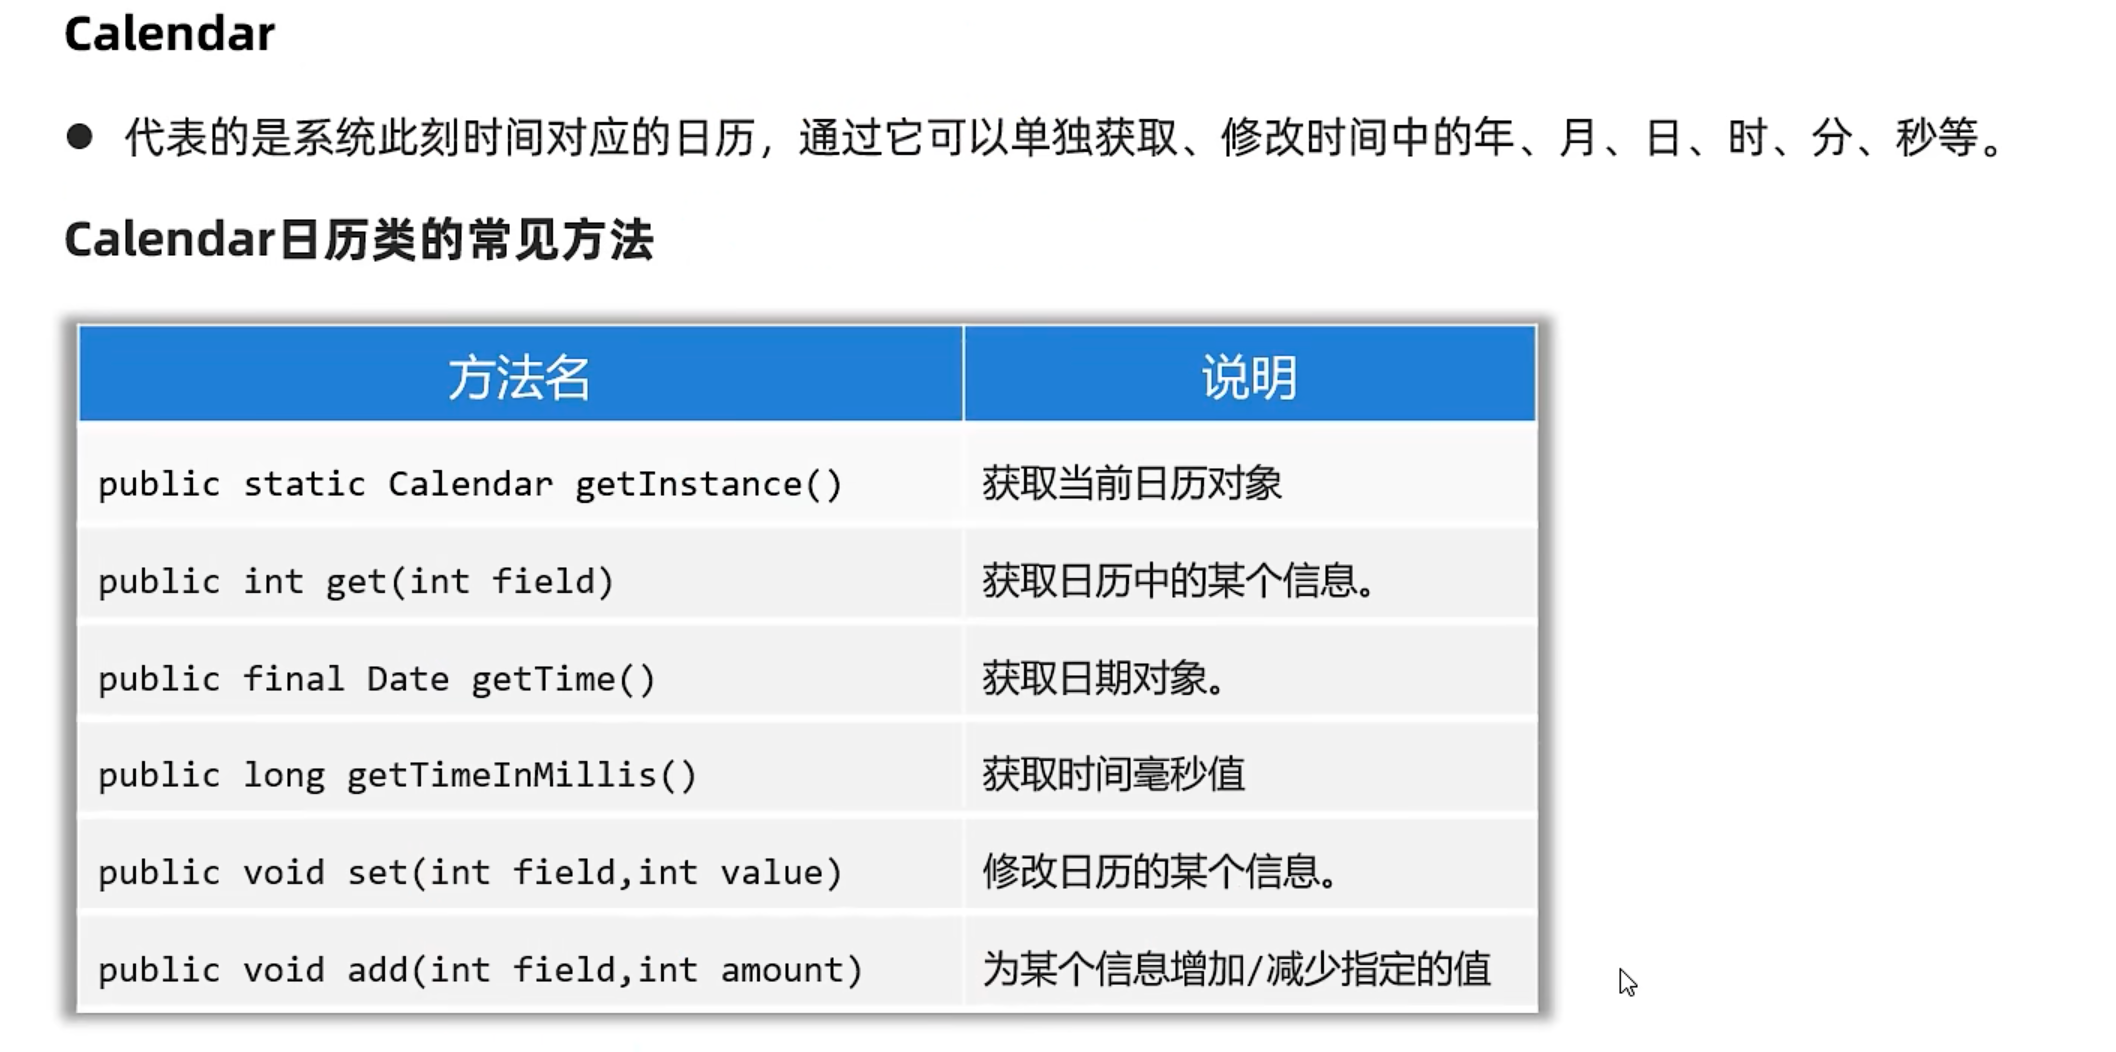 Calendar
● 代表的是系统此刻时间对应的日历，通过它可以单独获取、修改时间中的年、月、日、时、分、秒等。
Calendar日历类的常见方法
方法名 说明
public static Calendar getInstance() 获取当前日历对象
public int get(int field) 获取日历中的某个信息。
public final Date getTime() 获取日期对象。
public long getTimeInMillis() 获取时间毫秒值
public void set(int field,int value) 修改日历的某个信息。
public void add(int field,int amount) 为某个信息增加/减少指定的值